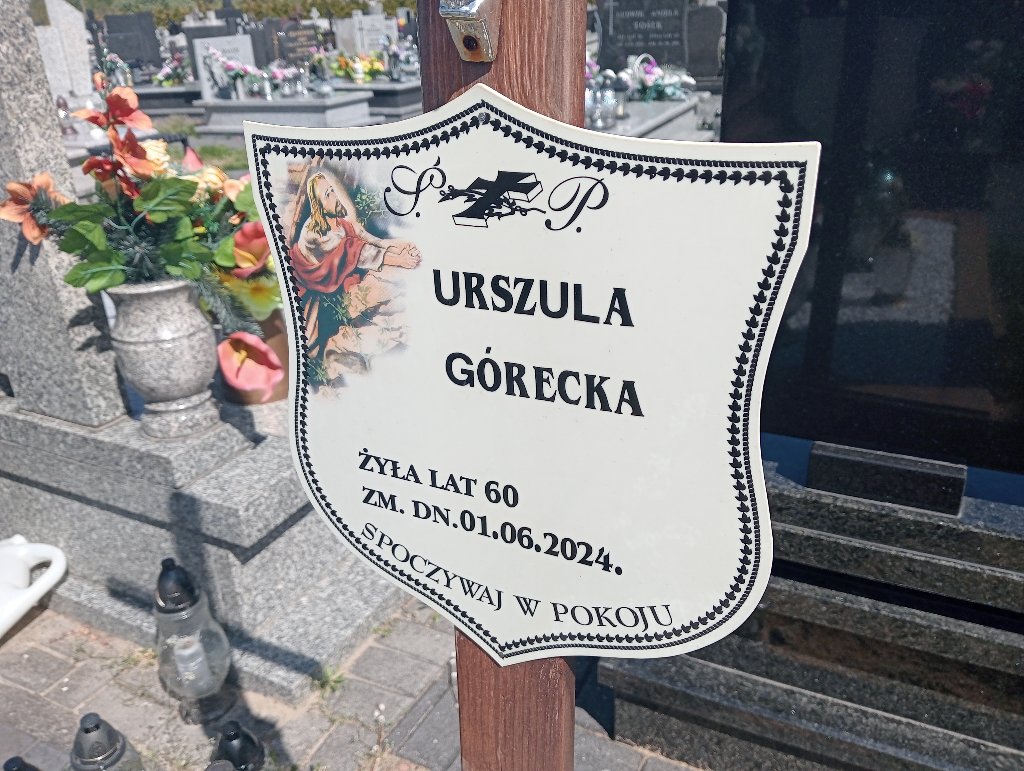 Ś. P.
URSZULA
GÓRECKA
ŻYŁA LAT 60
ZM. DN.01.06.2024.
SPOCZYWAJ W POKOJU